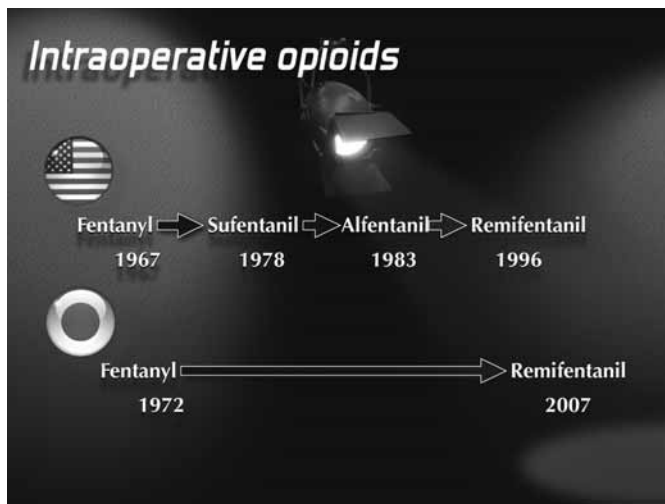 Intraoperative opioids
Fentanyl Sufentanil Alfentanil Remifentanil
1967 1978 1983 1996
Fentanyl Remifentanil
1972 2007